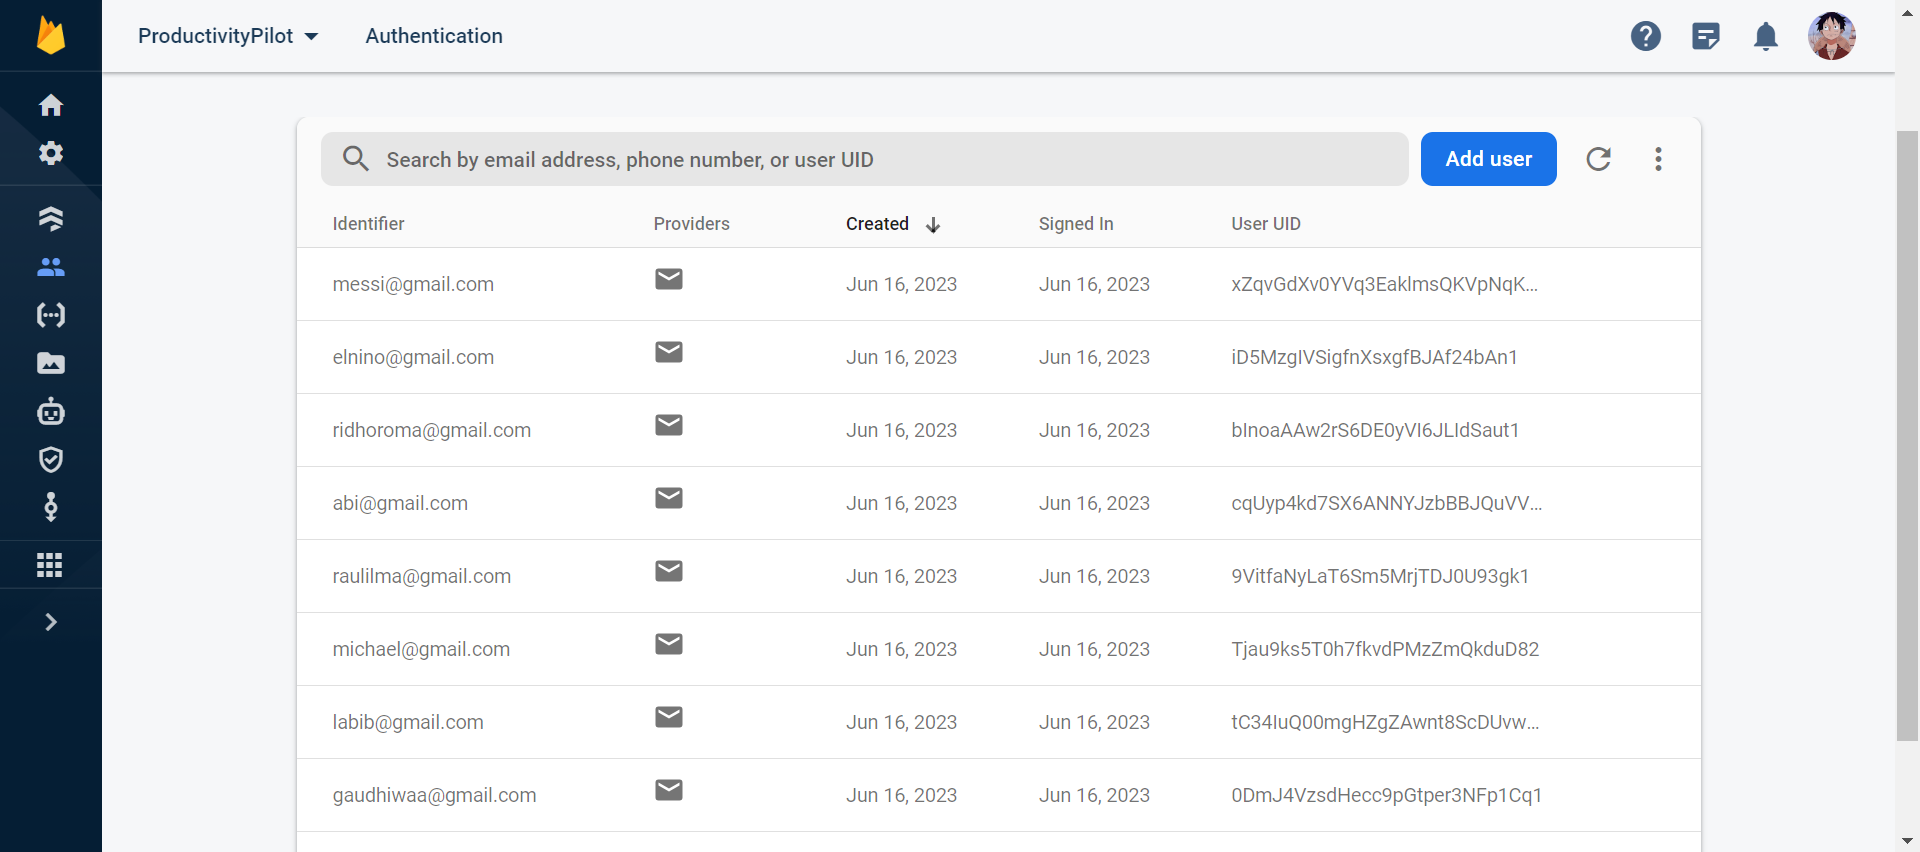 ProductivityPilot Authentication
Search by email address, phone number, or user UID Add user
Identifier Providers Created Signed In User UID
messi@gmail.com Jun 16, 2023 Jun 16, 2023 xZqvGdXv0YVq3EaklmsQKVpNqK...
elnino@gmail.com Jun 16, 2023 Jun 16, 2023 iD5MzgIVSigfnXsxgfBJAf24bAn1
ridhoroma@gmail.com Jun 16, 2023 Jun 16, 2023 bInoaAAw2rS6DE0yVI6JLIdSaut1
abi@gmail.com Jun 16, 2023 Jun 16, 2023 cqUyp4kd7SX6ANNYJzbBBJQuVV...
raulilma@gmail.com Jun 16, 2023 Jun 16, 2023 9VitfaNyLaT6Sm5MrjTDJ0U93gk1
michael@gmail.com Jun 16, 2023 Jun 16, 2023 Tjau9ks5T0h7fkvdPMzZmQkduD82
labib@gmail.com Jun 16, 2023 Jun 16, 2023 tC34IuQ00mgHZgZAwnt8ScDUvw...
gaudhiwaa@gmail.com Jun 16, 2023 Jun 16, 2023 0DmJ4VzsdHecc9pGtper3NFp1Cq1